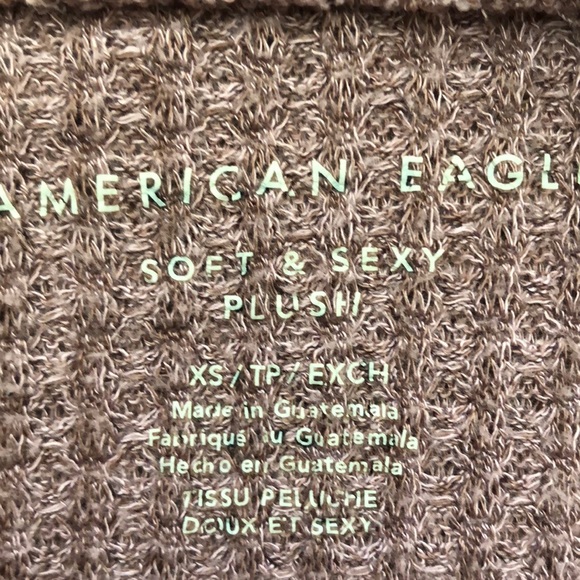 AMERICAN EAGLE
SOFT & SEXY
PLUSH
XS / TP / EXCH
Made in Guatemala
Fabriqué au Guatemala
Hecho en Guatemala
TISSU PELUCHE
DOUX ET SEXY